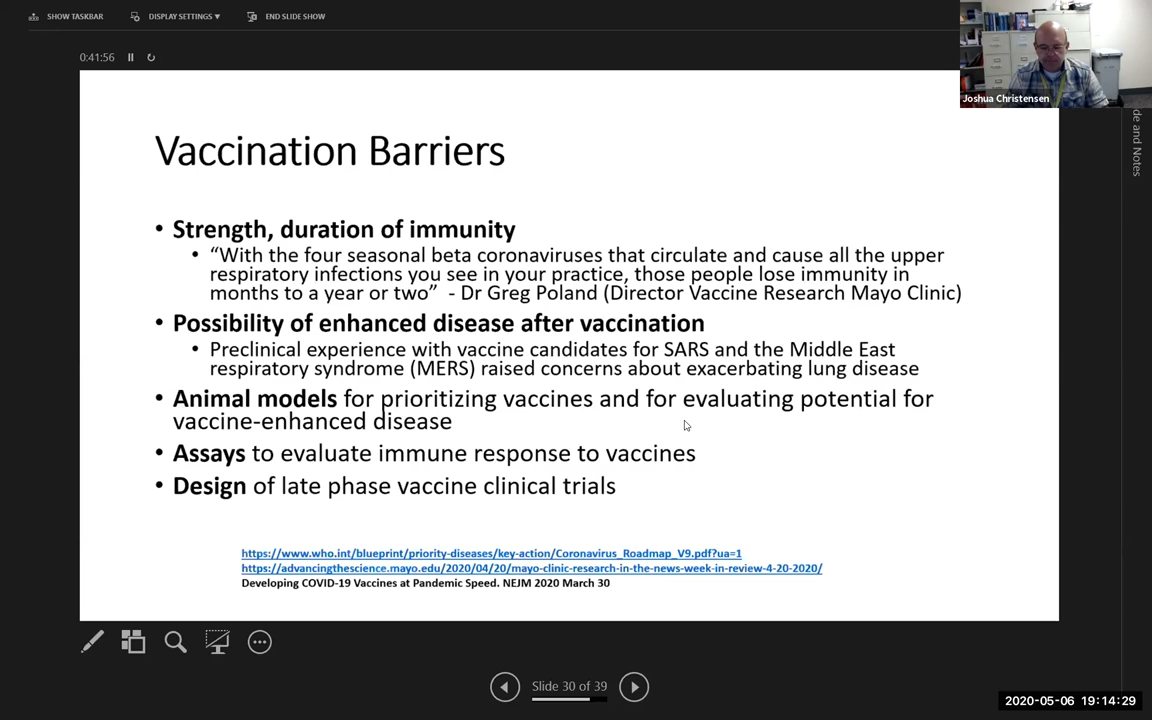 SHOW TASKBAR
DISPLAY SETTINGS ▼
END SLIDE SHOW
0:41:56
Joshua Christensen
de and Notes
Vaccination Barriers
• Strength, duration of immunity
• “With the four seasonal beta coronaviruses that circulate and cause all the upper
respiratory infections you see in your practice, those people lose immunity in
months to a year or two” - Dr Greg Poland (Director Vaccine Research Mayo Clinic)
• Possibility of enhanced disease after vaccination
• Preclinical experience with vaccine candidates for SARS and the Middle East
respiratory syndrome (MERS) raised concerns about exacerbating lung disease
• Animal models for prioritizing vaccines and for evaluating potential for
vaccine-enhanced disease
• Assays to evaluate immune response to vaccines
• Design of late phase vaccine clinical trials
https://www.who.int/blueprint/priority-diseases/key-action/Coronavirus_Roadmap_V9.pdf?ua=1
https://advancingthescience.mayo.edu/2020/04/20/mayo-clinic-research-in-the-news-week-in-review-4-20-2020/
Developing COVID-19 Vaccines at Pandemic Speed. NEJM 2020 March 30
Slide 30 of 39
2020-05-06 19:14:29